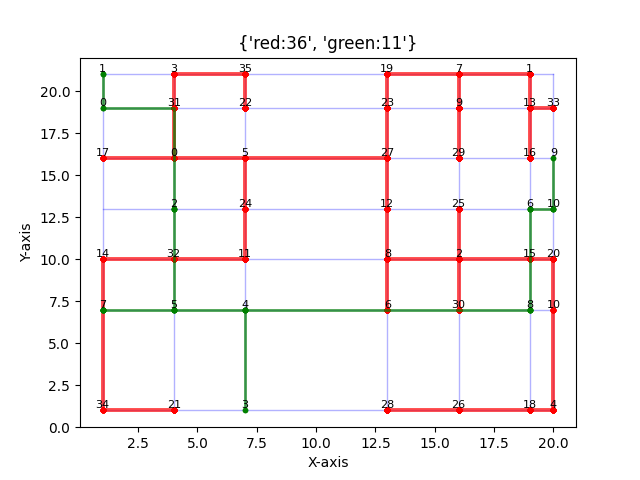 {'red:36', 'green:11'}
1 3 35 19 7 1
20.0
0 31 22 23 9 13 33
17.5
17 0 5 27 29 16 9
15.0
2 24 12 25 6 10
12.5
14 32 11 8 2 15 20
10.0
7 5 4 6 30 8 10
7.5
5.0
2.5
34 21 3 28 26 18 4
0.0
Y-axis
2.5 5.0 7.5 10.0 12.5 15.0 17.5 20.0
X-axis